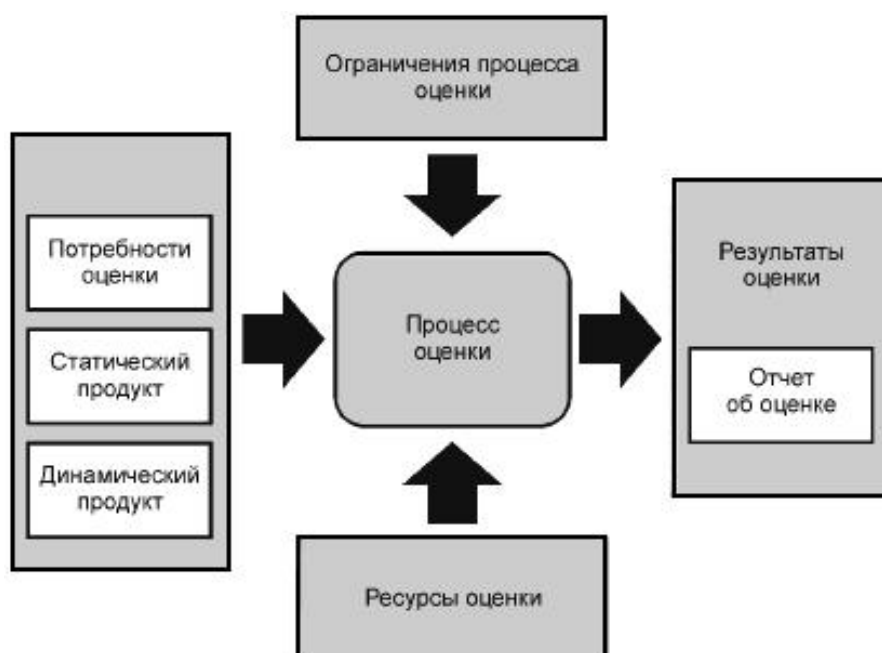 Ограничения процесса
оценки
Потребности
оценки
Статический
продукт
Динамический
продукт
Процесс
оценки
Результаты
оценки
Отчет
об оценке
Ресурсы оценки